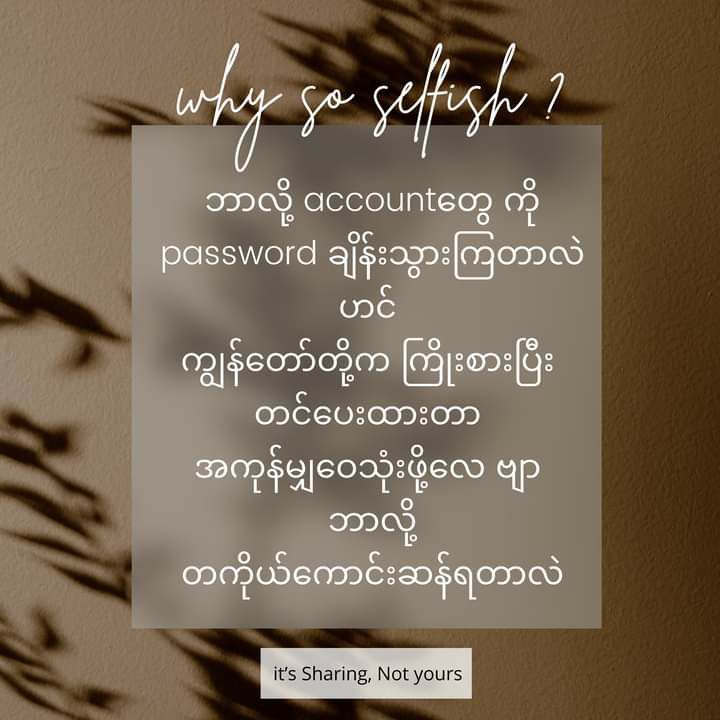 why so selfish ?
ဘာလို့ accountတွေ ကို
password ချိန်းသွားကြတာလဲ
ဟင်
ကျွန်တော်တို့က ကြိုးစားပြီး
တင်ပေးထားတာ
အကုန်မျှဝေသုံးဖို့လေ ဗျာ
ဘာလို့
တကိုယ်ကောင်းဆန်ရတာလဲ
it's Sharing, Not yours